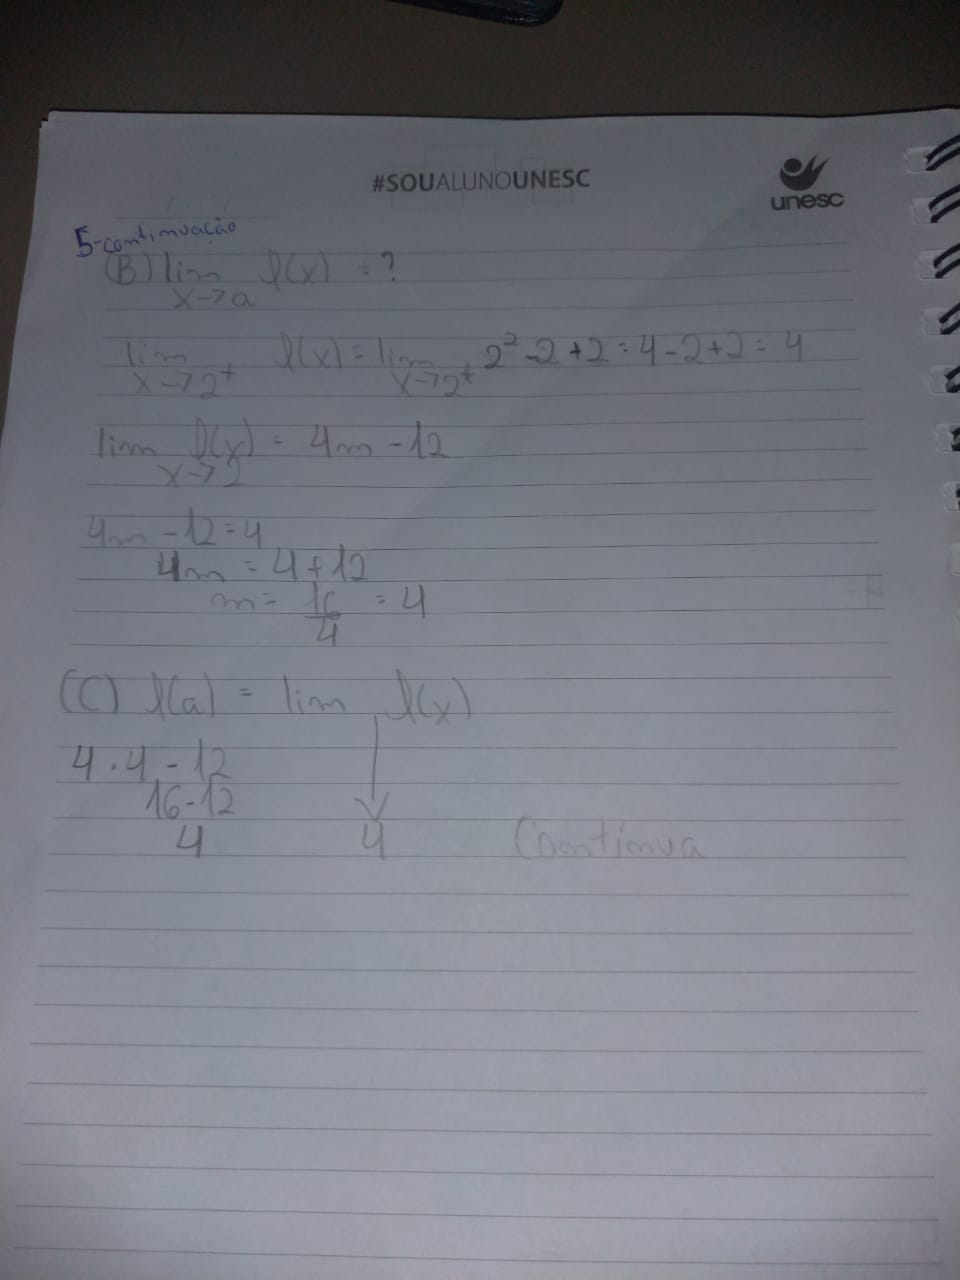 #SOUALUNOUNESC
unesc
5-continuação
(B) lim f(x) = ?
x→a
lim f(x) = lim 2² - 2 + 2 = 4 - 2 + 2 = 4
x→2⁺ x→2⁺
lim f(x) = 4m - 12
x→2
4m - 12 = 4
4m = 4 + 12
m = 16 = 4
4
(C) f(a) = lim f(x)
4 . 4 - 12
16 - 12
4 4 Contínua